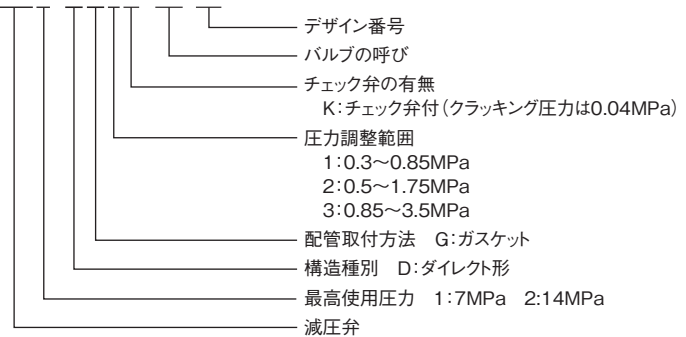 デザイン番号
バルブの呼び
チェック弁の有無
K:チェック弁付(クラッキング圧力は0.04MPa)
圧力調整範囲
1:0.3～0.85MPa
2:0.5～1.75MPa
3:0.85～3.5MPa
配管取付方法　G:ガスケット
構造種別　D:ダイレクト形
最高使用圧力　1:7MPa　2:14MPa
減圧弁